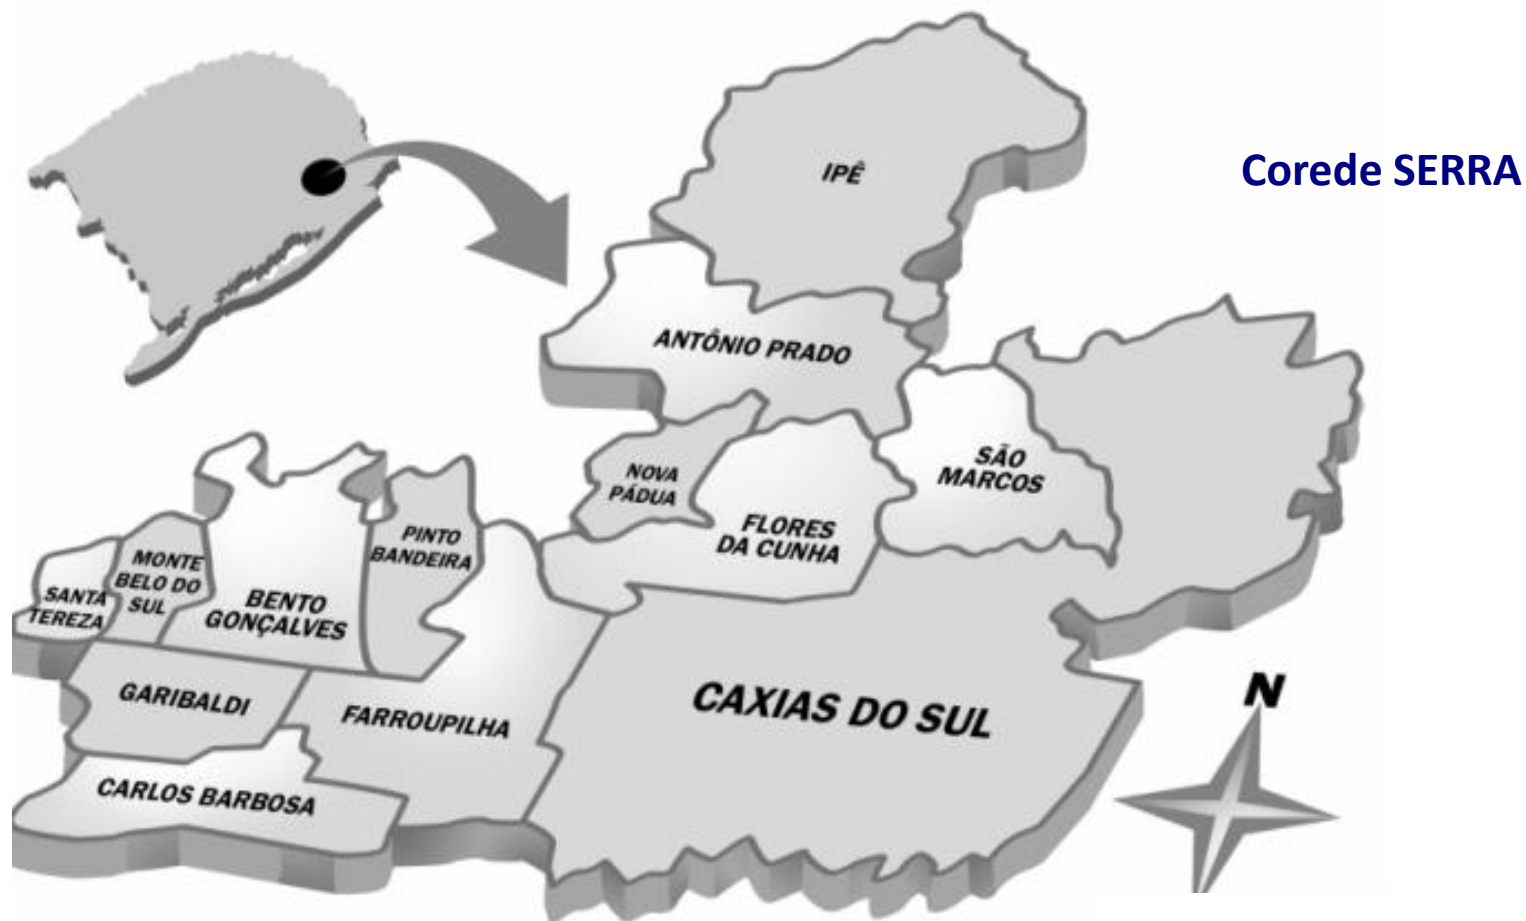 Corede SERRA
IPÊ
ANTÔNIO PRADO
SÃO
MARCOS
NOVA
PÁDUA
FLORES
DA CUNHA
PINTO
BANDEIRA
MONTE
BELO DO
SUL
SANTA
TEREZA
BENTO
GONÇALVES
GARIBALDI
FARROUPILHA
CAXIAS DO SUL
N
CARLOS BARBOSA